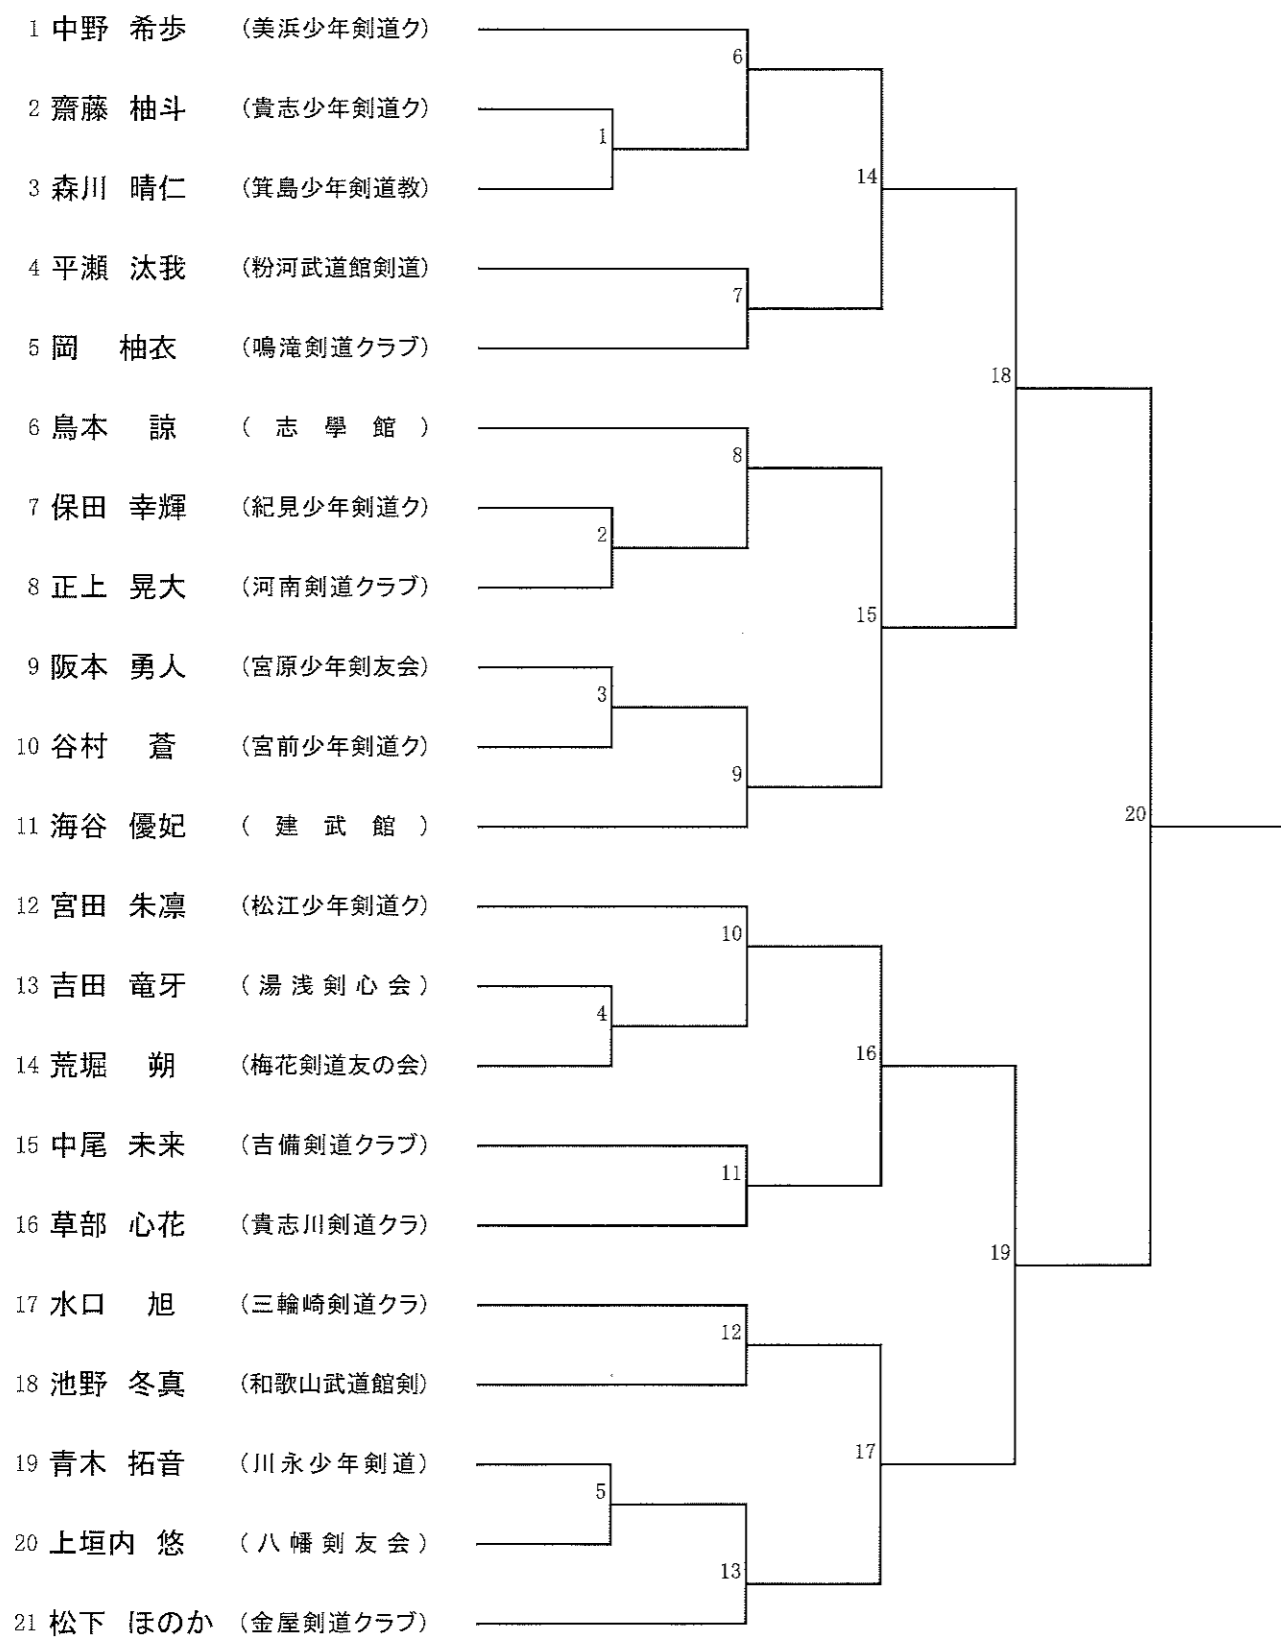 1 中野 希歩 (美浜少年剣道ク)
6
2 齋藤 柚斗 (貴志少年剣道ク)
1
3 森川 晴仁 (箕島少年剣道教)
14
4 平瀬 汰我 (粉河武道館剣道)
7
5 岡 柚衣 (鳴滝剣道クラブ)
18
6 鳥本 諒 (志學館)
8
7 保田 幸輝 (紀見少年剣道ク)
2
8 正上 晃大 (河南剣道クラブ)
15
9 阪本 勇人 (宮原少年剣友会)
3
10 谷村 蒼 (宮前少年剣道ク)
9
11 海谷 優妃 (建武館)
20
12 宮田 朱凛 (松江少年剣道ク)
10
13 吉田 竜牙 (湯浅剣心会)
4
14 荒堀 朔 (梅花剣道友の会)
16
15 中尾 未来 (吉備剣道クラブ)
11
16 草部 心花 (貴志川剣道クラ)
19
17 水口 旭 (三輪崎剣道クラ)
12
18 池野 冬真 (和歌山武道館剣)
19 青木 拓音 (川永少年剣道)
17
5
20 上垣内 悠 (八幡剣友会)
13
21 松下 ほのか (金屋剣道クラブ)